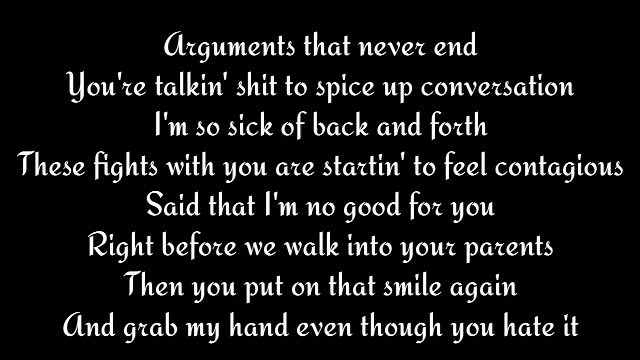 Arguments that never end
You're talkin' shit to spice up conversation
I'm so sick of back and forth
These fights with you are startin' to feel contagious
Said that I'm no good for you
Right before we walk into your parents
Then you put on that smile again
And grab my hand even though you hate it